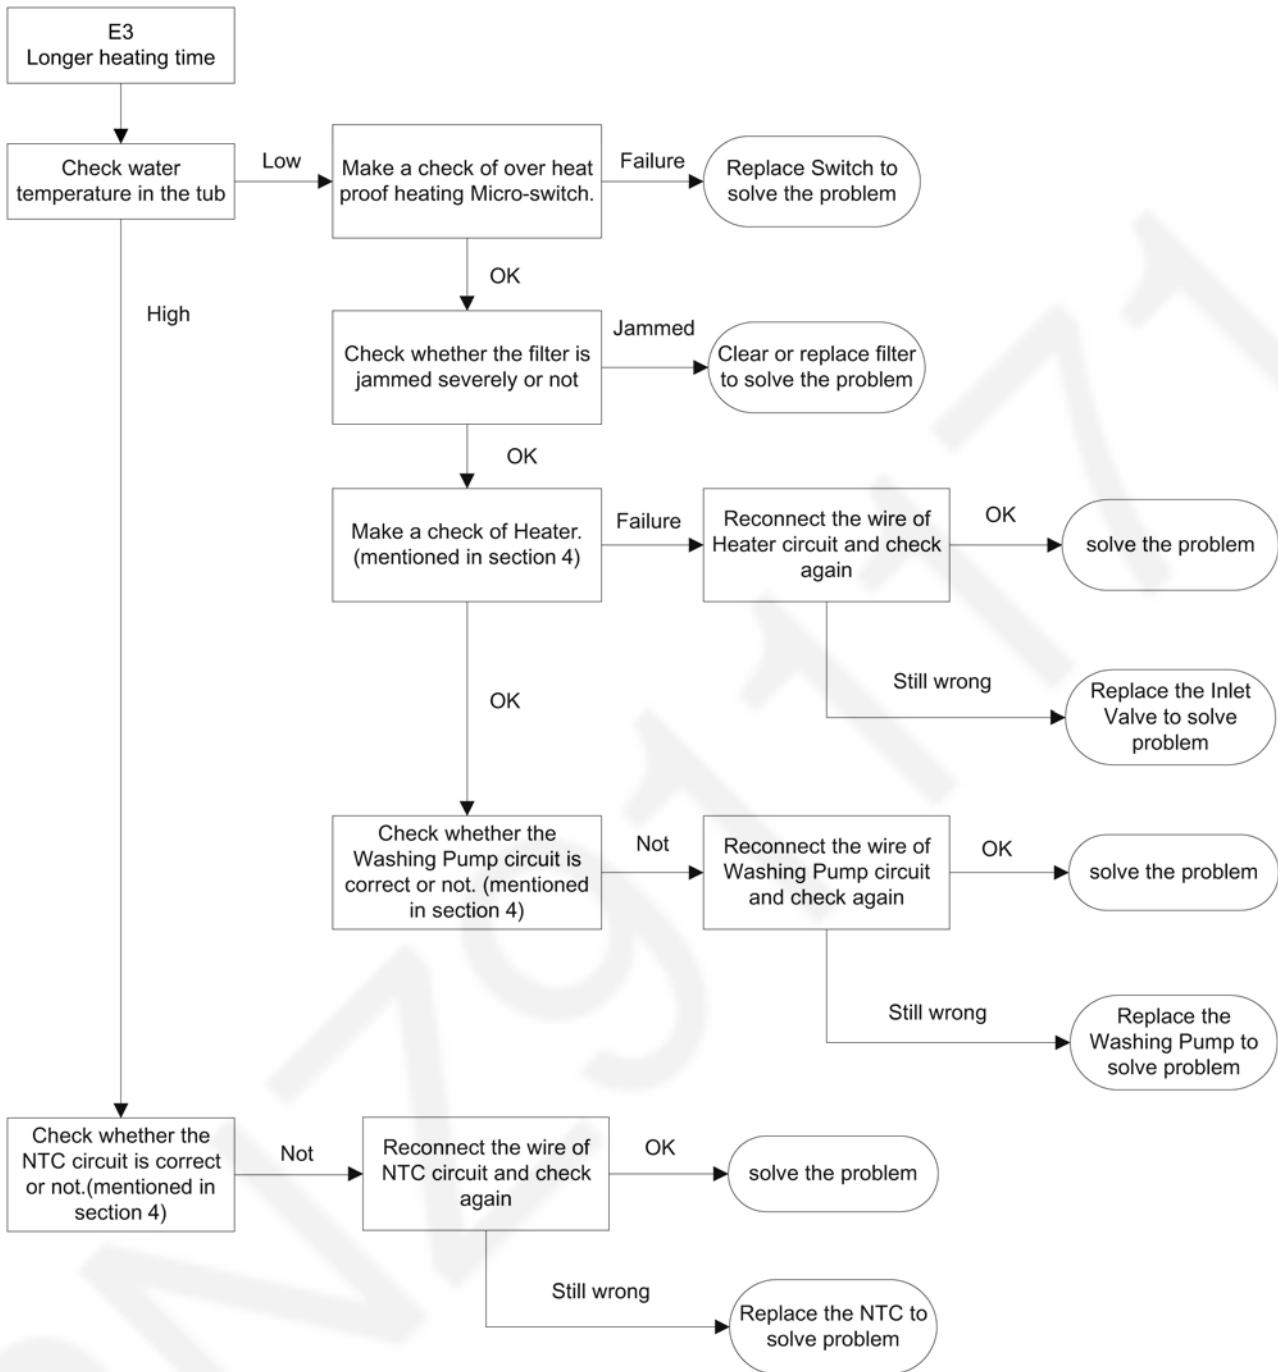 E3
Longer heating time
Check water
temperature in the tub
Low
Make a check of over heat
proof heating Micro-switch.
Failure
Replace Switch to
solve the problem
OK
High
Check whether the filter is
jammed severely or not
Jammed
Clear or replace filter
to solve the problem
OK
Make a check of Heater.
(mentioned in section 4)
Failure
Reconnect the wire of
Heater circuit and check
again
OK
solve the problem
Still wrong
Replace the Inlet
Valve to solve
problem
OK
Check whether the
Washing Pump circuit is
correct or not. (mentioned
in section 4)
Not
Reconnect the wire of
Washing Pump circuit
and check again
OK
solve the problem
Still wrong
Replace the
Washing Pump to
solve problem
Check whether the
NTC circuit is correct
or not.(mentioned in
section 4)
Not
Reconnect the wire of
NTC circuit and check
again
OK
solve the problem
Still wrong
Replace the NTC to
solve problem